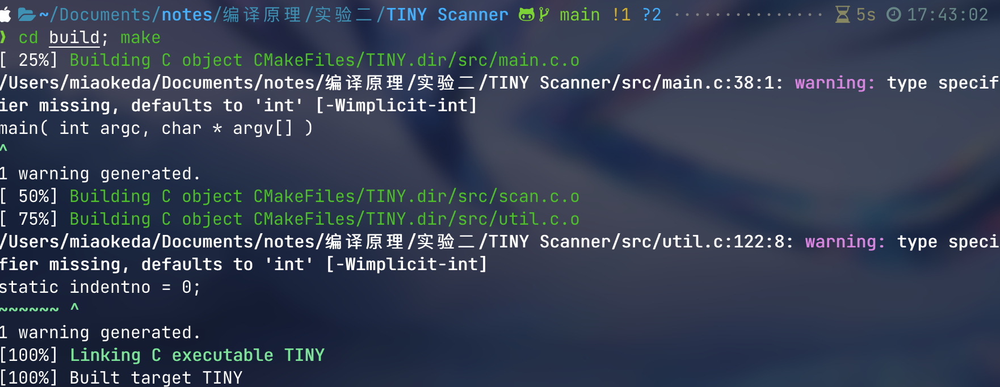 ~/Documents/notes/编译原理/实验二/TINY Scanner main !1 ?2 ··············· 5s 17:43:02
❯ cd build; make
[ 25%] Building C object CMakeFiles/TINY.dir/src/main.c.o
/Users/miaokeda/Documents/notes/编译原理/实验二/TINY Scanner/src/main.c:38:1: warning: type specif
ier missing, defaults to 'int' [-Wimplicit-int]
main( int argc, char * argv[] )
^
1 warning generated.
[ 50%] Building C object CMakeFiles/TINY.dir/src/scan.c.o
[ 75%] Building C object CMakeFiles/TINY.dir/src/util.c.o
/Users/miaokeda/Documents/notes/编译原理/实验二/TINY Scanner/src/util.c:122:8: warning: type speci
fier missing, defaults to 'int' [-Wimplicit-int]
static indentno = 0;
~~~~~~ ^
1 warning generated.
[100%] Linking C executable TINY
[100%] Built target TINY